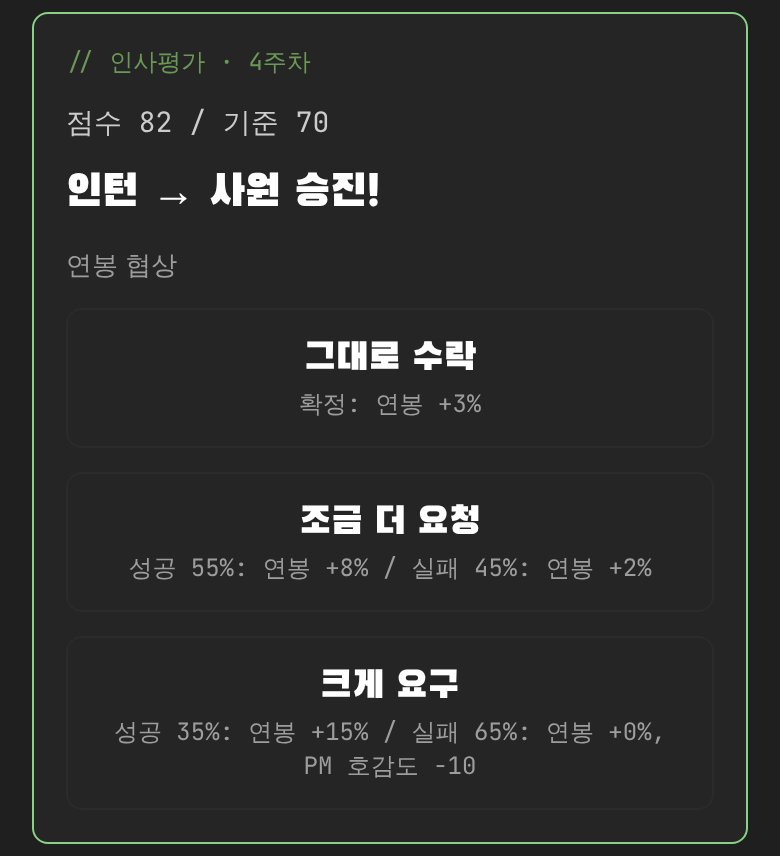 // 인사평가 · 4주차
점수 82 / 기준 70
인턴 → 사원 승진!
연봉 협상
그대로 수락
확정: 연봉 +3%
조금 더 요청
성공 55%: 연봉 +8% / 실패 45%: 연봉 +2%
크게 요구
성공 35%: 연봉 +15% / 실패 65%: 연봉 +0%,
PM 호감도 -10